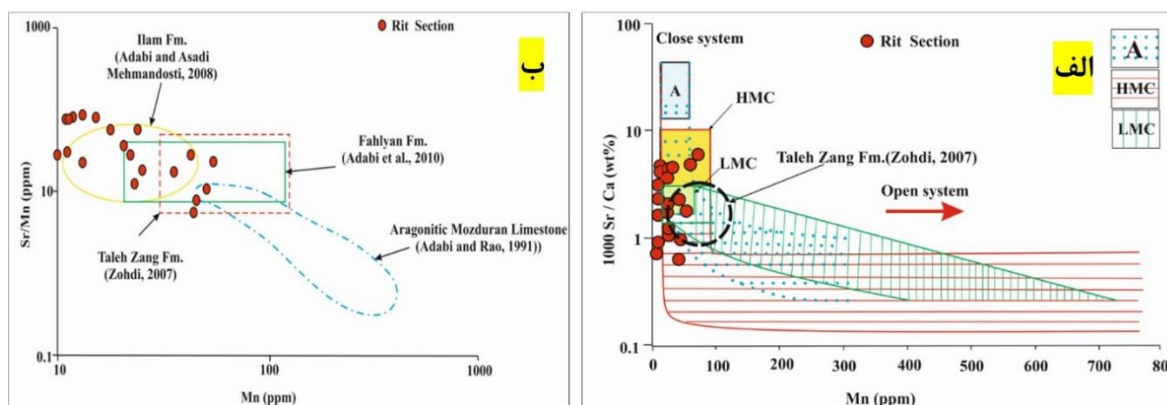 1000
Rit Section
ب
Ilam Fm.
(Adabi and Asadi
Mehmandosti, 2008)
Fahlyan Fm.
(Adabi et al., 2010)
Sr/Mn (ppm)
10
Aragonitic Mozduran Limestone
(Adabi and Rao, 1991))
Taleh Zang Fm.
(Zohdi, 2007)
0.1
10
100
1000
Mn (ppm)
100
Close system
Rit Section
الف
A
HMC
LMC
A
HMC
10
LMC
Taleh Zang Fm.(Zohdi, 2007)
Open system
1000 Sr / Ca (wt%)
1
0.1
0 100 200 300 400 500 600 700 80
Mn (ppm)